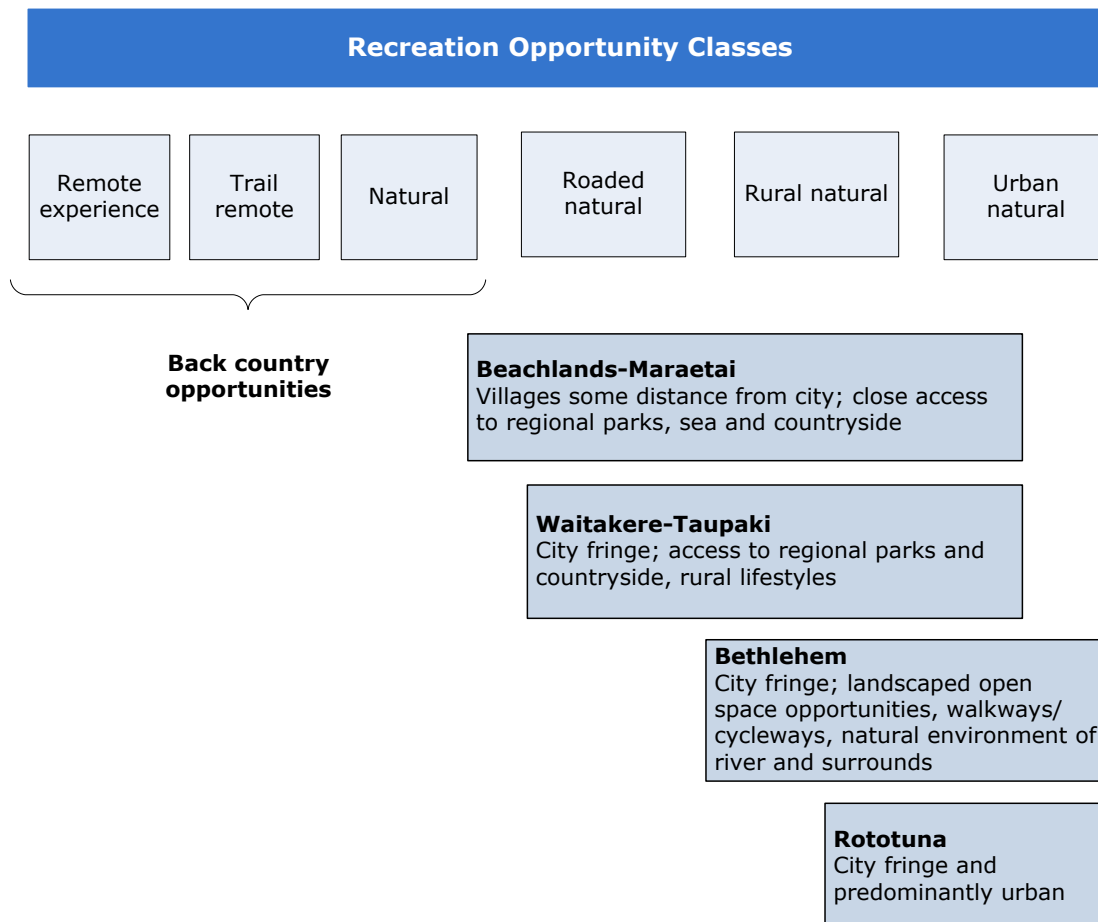 Recreation Opportunity Classes
Remote
experience
Trail
remote
Natural
Roaded
natural
Rural natural
Urban
natural
Back country
opportunities
Beachlands-Maraetai
Villages some distance from city; close access
to regional parks, sea and countryside
Waitakere-Taupaki
City fringe; access to regional parks and
countryside, rural lifestyles
Bethlehem
City fringe; landscaped open
space opportunities, walkways/
cycleways, natural environment of
river and surrounds
Rototuna
City fringe and
predominantly urban